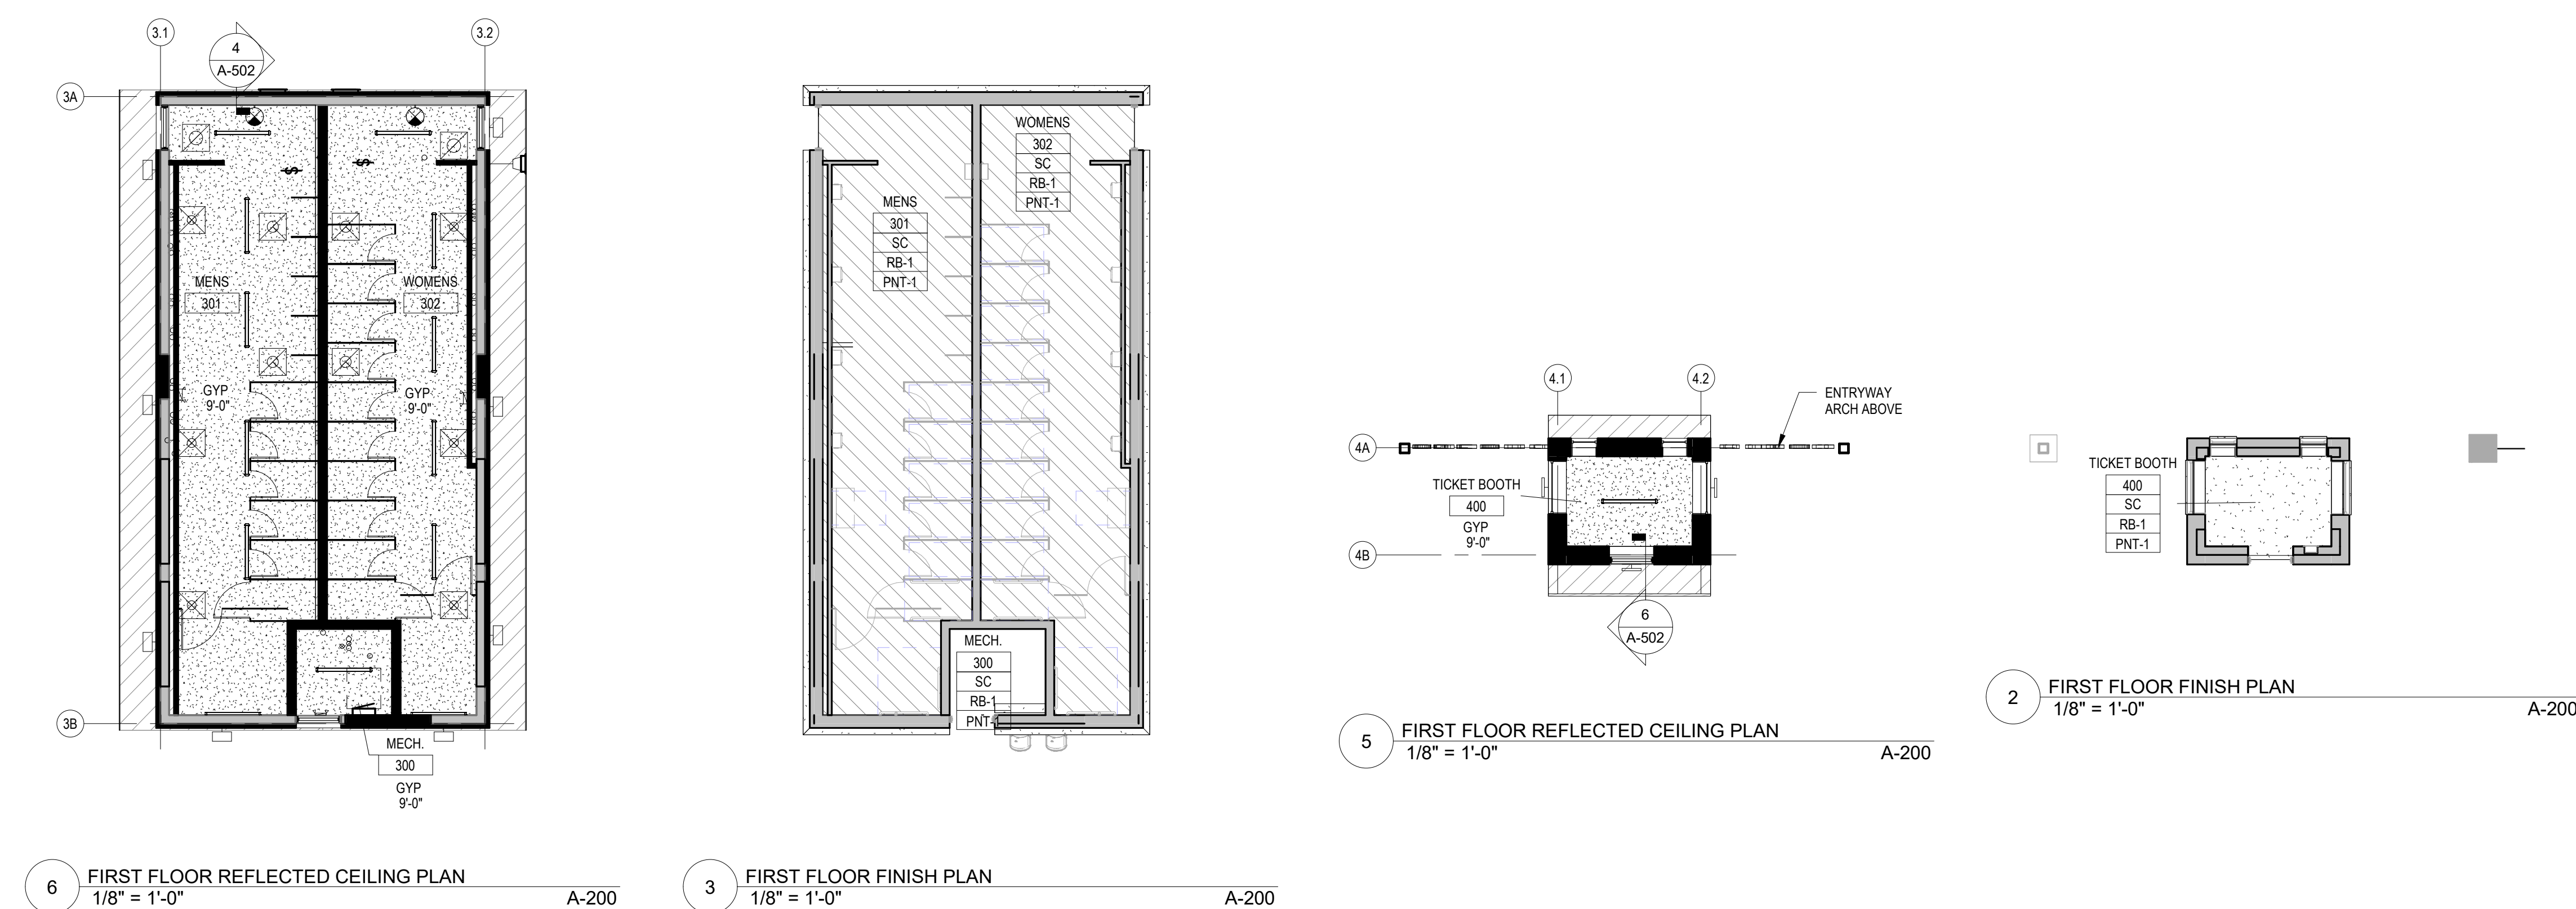 3.1
3.2
4
A-502
3A
MENS
301
WOMENS
302
GYP
9'-0"
GYP
9'-0"
3B
MECH.
300
GYP
9'-0"
6
FIRST FLOOR REFLECTED CEILING PLAN
1/8" = 1'-0"
A-200
WOMENS
302
SC
RB-1
PNT-1
MENS
301
SC
RB-1
PNT-1
MECH.
300
SC
RB-1
PNT-
3
FIRST FLOOR FINISH PLAN
1/8" = 1'-0"
A-200
4.1
4.2
ENTRYWAY
ARCH ABOVE
4A
TICKET BOOTH
400
GYP
9'-0"
4B
6
A-502
5
FIRST FLOOR REFLECTED CEILING PLAN
1/8" = 1'-0"
A-200
TICKET BOOTH
400
SC
RB-1
PNT-1
2
FIRST FLOOR FINISH PLAN
1/8" = 1'-0"
A-200